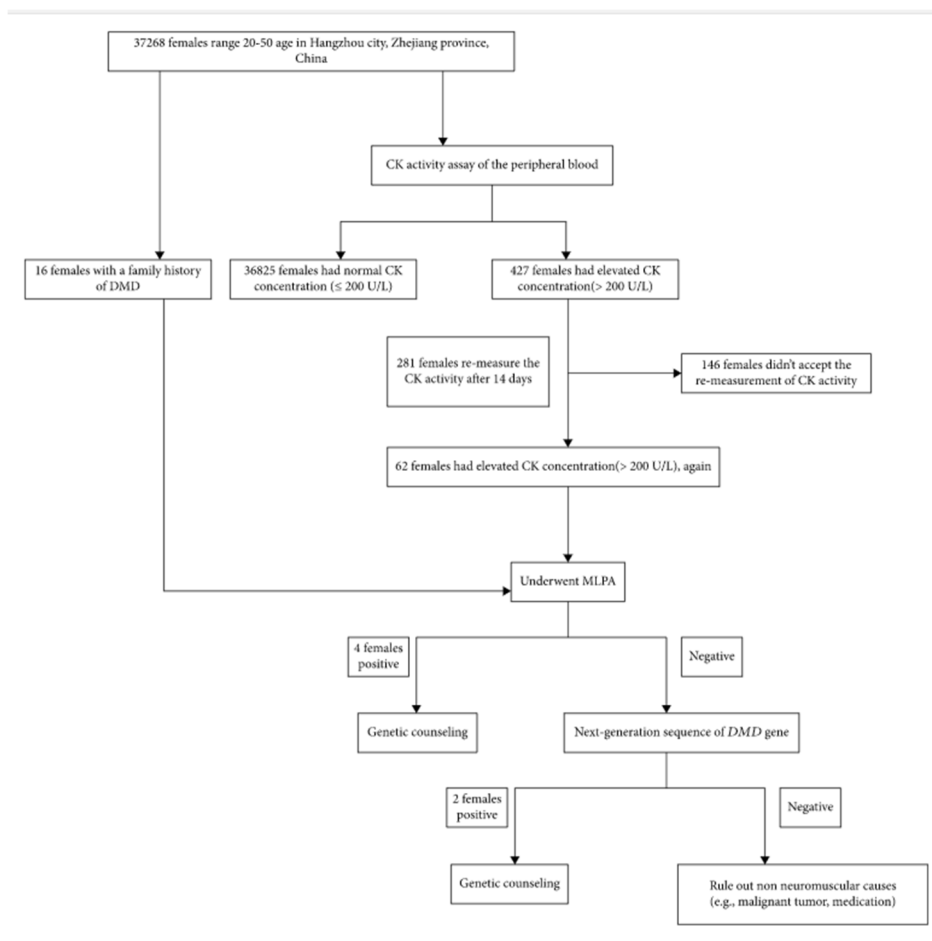 37268 females range 20-50 age in Hangzhou city, Zhejiang province,
China
CK activity assay of the peripheral blood
16 females with a family history
of DMD
36825 females had normal CK
concentration (≤ 200 U/L)
427 females had elevated CK
concentration(> 200 U/L)
281 females re-measure the
CK activity after 14 days
146 females didn't accept the
re-measurement of CK activity
62 females had elevated CK concentration(> 200 U/L), again
Underwent MLPA
4 females
positive
Negative
Genetic counseling
Next-generation sequence of DMD gene
2 females
positive
Negative
Genetic counseling
Rule out non neuromuscular causes
(e.g., malignant tumor, medication)